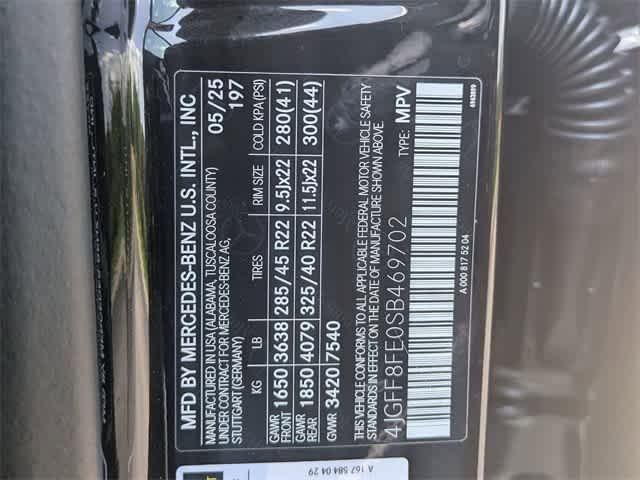 MFD BY MERCEDES-BENZ U.S. INTL., INC
MANUFACTURED IN USA (ALABAMA, TUSCALOOSA COUNTY)
UNDER CONTRACT FOR MERCEDES-BENZ AG,
STUTTGART (GERMANY)
05/25
197
KG LB TIRES RIM SIZE COLD KPA (PSI)
GAWR FRONT 1650 3638 285/45 R22 9.5Jx22 280(41)
GAWR REAR 1850 4079 325/40 R22 11.5Jx22 300(44)
GVWR 3420 7540
THIS VEHICLE CONFORMS TO ALL APPLICABLE FEDERAL MOTOR VEHICLE SAFETY
STANDARDS IN EFFECT ON THE DATE OF MANUFACTURE SHOWN ABOVE.
4JGFF8FE0SB469702
TYPE: MPV
A 000 817 52 04
A 167 584 04 29